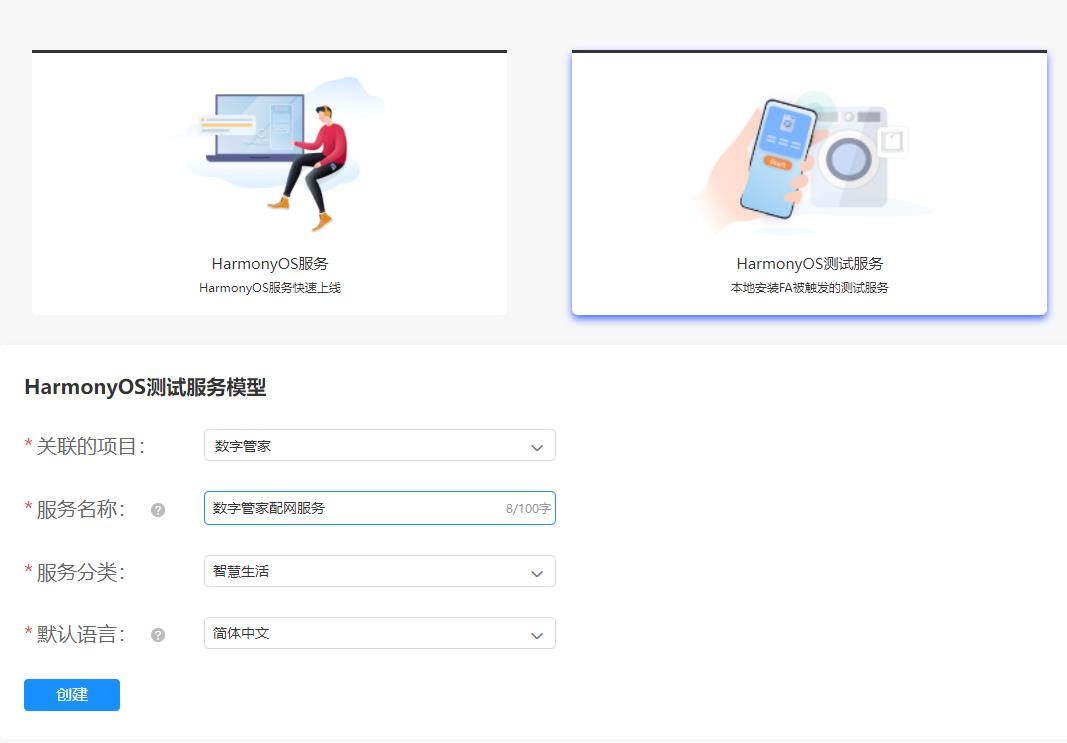 Start
HarmonyOS服务
HarmonyOS服务快速上线
HarmonyOS测试服务
本地安装FA被触发的测试服务
HarmonyOS测试服务模型
* 关联的项目：
数字管家
* 服务名称： ?
数字管家配网服务
8/100字
* 服务分类：
智慧生活
* 默认语言： ?
简体中文
创建